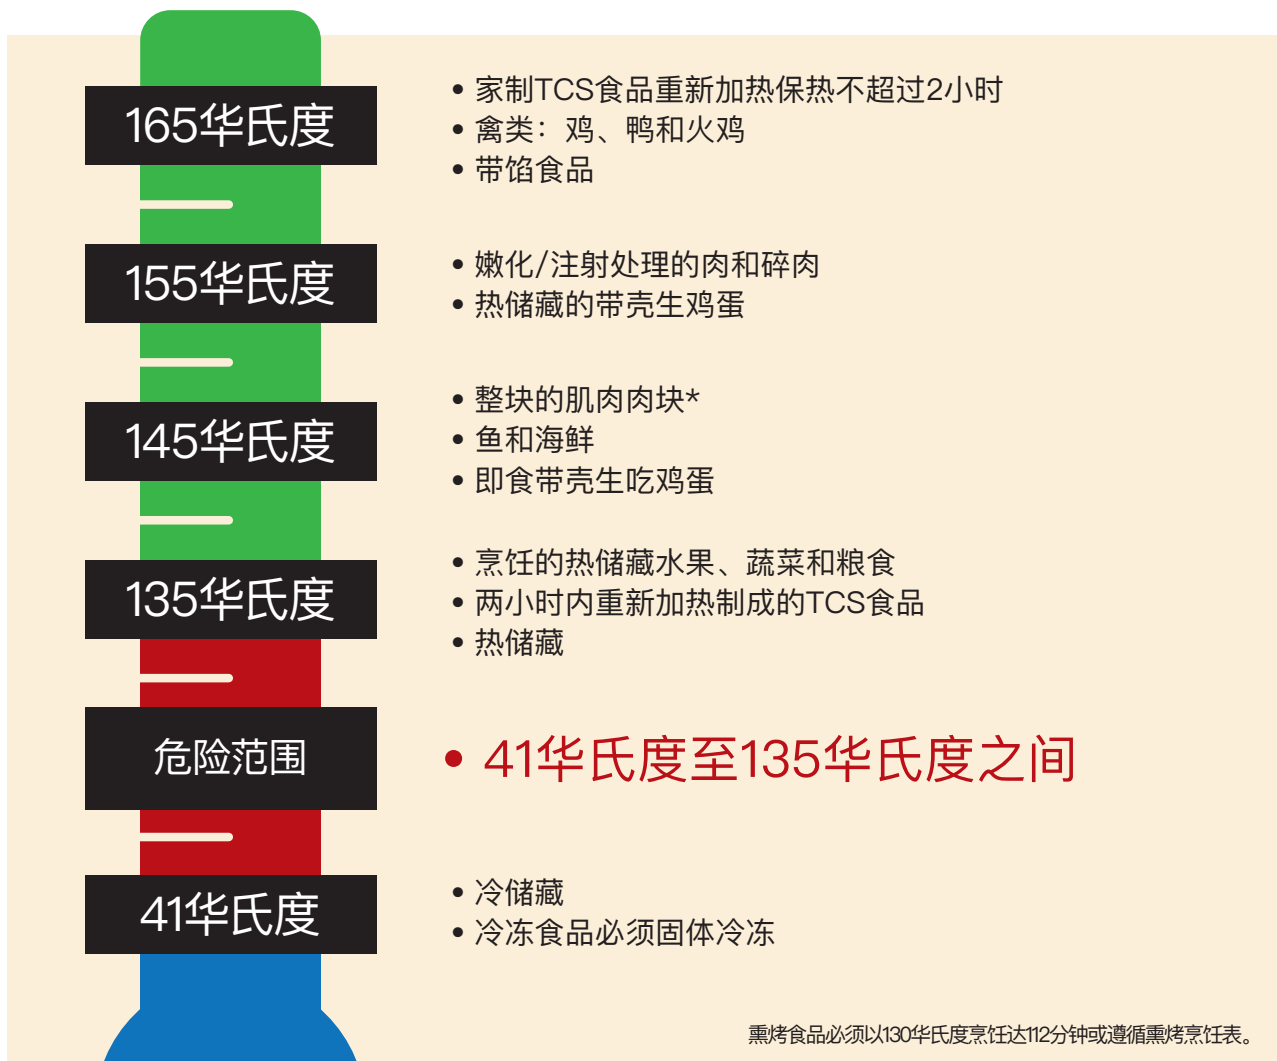 165华氏度
• 家制TCS食品重新加热保热不超过2小时
• 禽类：鸡、鸭和火鸡
• 带馅食品
155华氏度
• 嫩化/注射处理的肉和碎肉
• 热储藏的带壳生鸡蛋
145华氏度
• 整块的肌肉肉块*
• 鱼和海鲜
• 即食带壳生吃鸡蛋
135华氏度
• 烹饪的热储藏水果、蔬菜和粮食
• 两小时内重新加热制成的TCS食品
• 热储藏
危险范围
• 41华氏度至135华氏度之间
41华氏度
• 冷储藏
• 冷冻食品必须固体冷冻
熏烤食品必须以130华氏度烹饪达112分钟或遵循熏烤烹饪表。